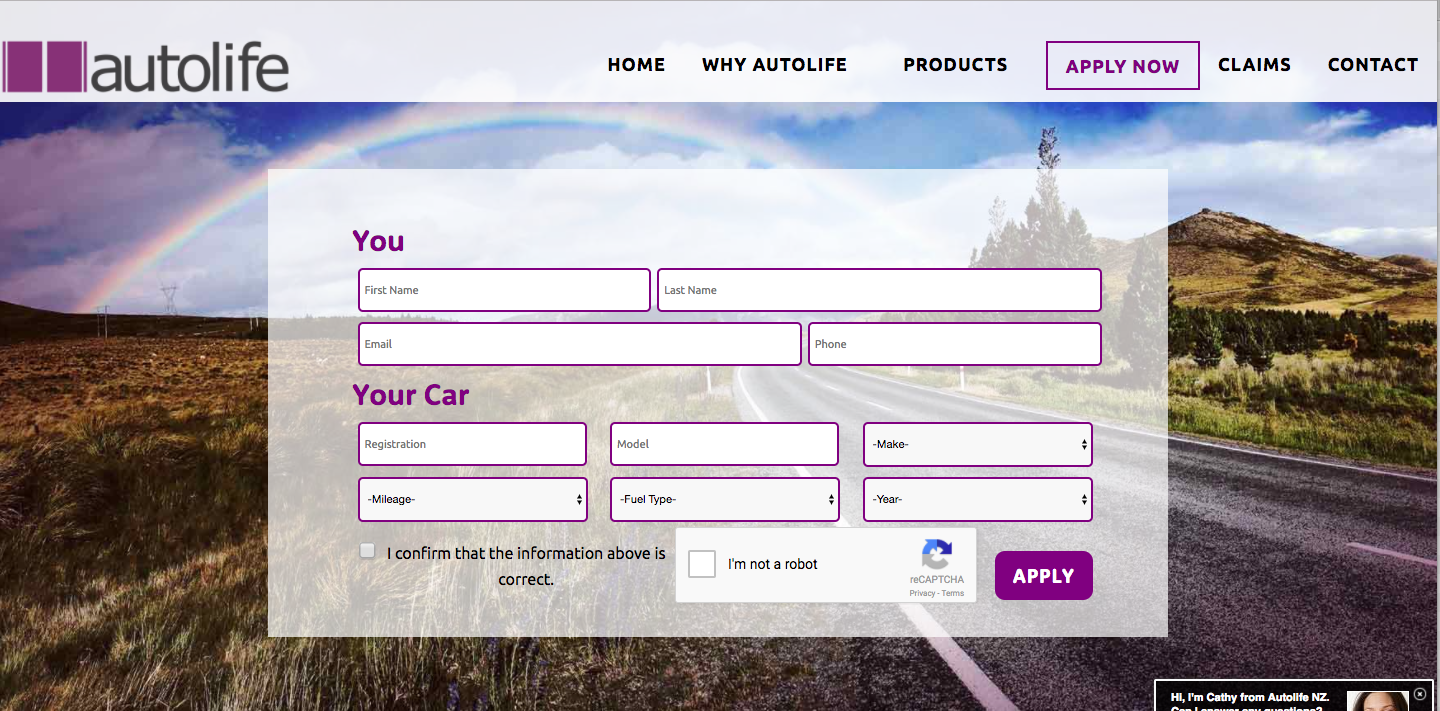 autolife
HOME WHY AUTOLIFE PRODUCTS APPLY NOW CLAIMS CONTACT
You
First Name Last Name
Email Phone
Your Car
Registration Model -Make-
-Mileage- -Fuel Type- -Year-
I confirm that the information above is
correct.
I'm not a robot
reCAPTCHA
Privacy - Terms
APPLY
Hi, I'm Cathy from Autolife NZ.
Can I answer any questions?